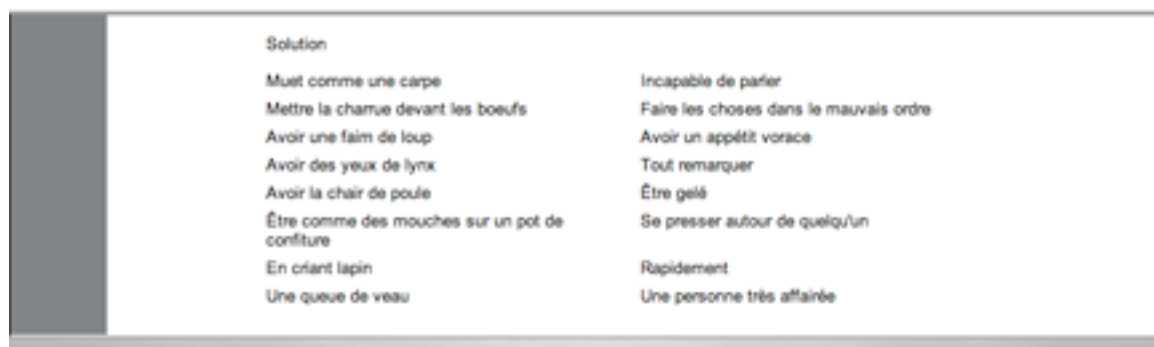 Solution
Muet comme une carpe Incapable de parler
Mettre la charrue devant les boeufs Faire les choses dans le mauvais ordre
Avoir une faim de loup Avoir un appétit vorace
Avoir des yeux de lynx Tout remarquer
Avoir la chair de poule Être gelé
Être comme des mouches sur un pot de Se presser autour de quelqu'un
confiture
En criant lapin Rapidement
Une queue de veau Une personne très affairée